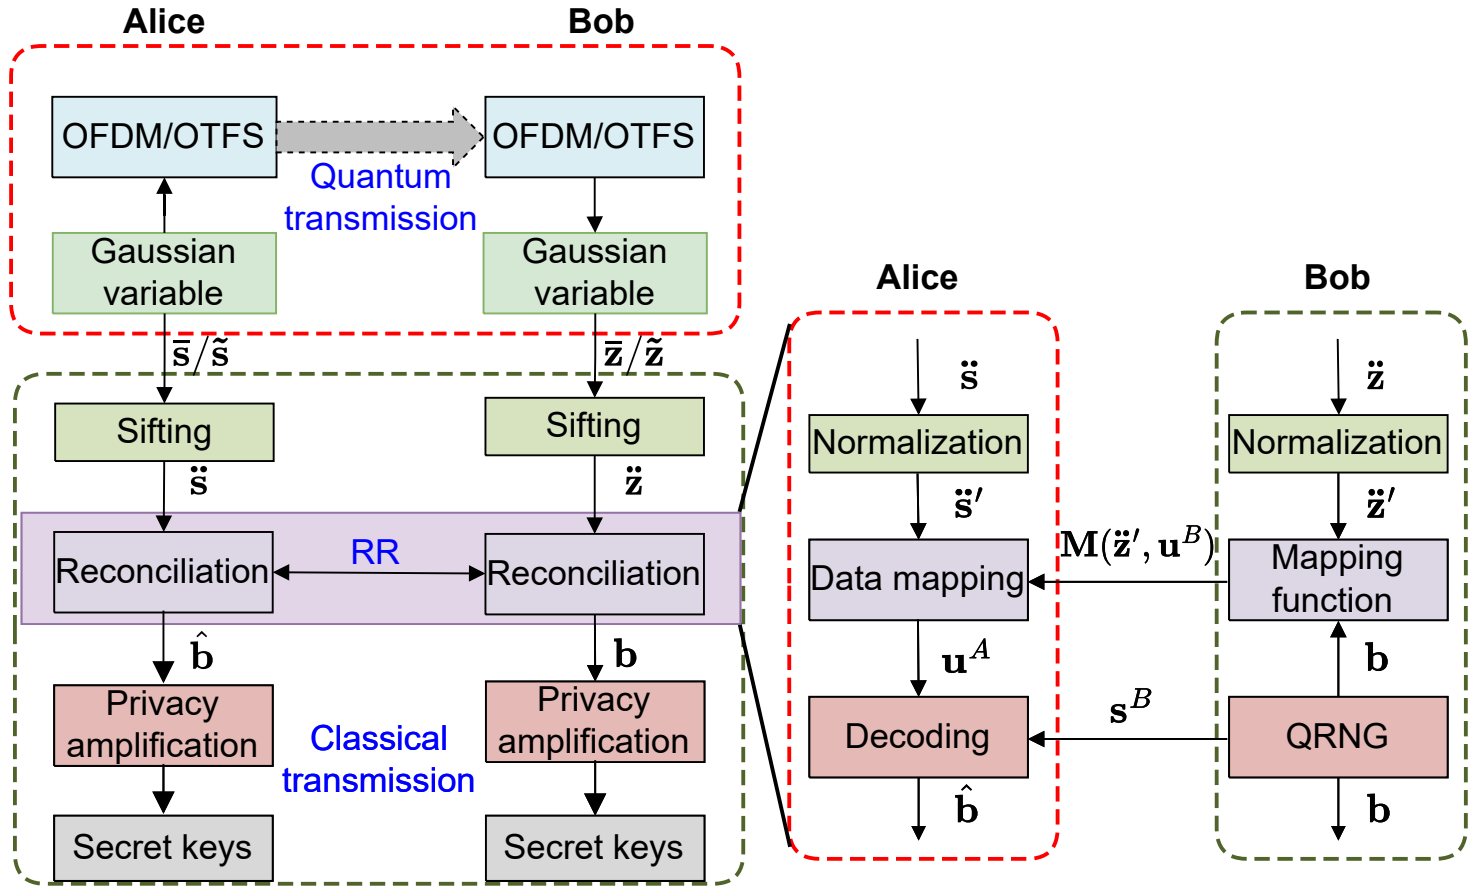 Alice
Bob
OFDM/OTFS
OFDM/OTFS
Quantum
transmission
Gaussian
variable
Gaussian
variable
s̄/s̃
z̄/z̃
Sifting
Sifting
s̈
z̈
Reconciliation
RR
Reconciliation
b̂
b
Privacy
amplification
Privacy
amplification
Classical
transmission
Secret keys
Secret keys
Alice
Bob
s̈
z̈
Normalization
Normalization
s̈′
z̈′
M(z̈′, u^B)
Data mapping
Mapping
function
u^A
b
s^B
Decoding
QRNG
b̂
b